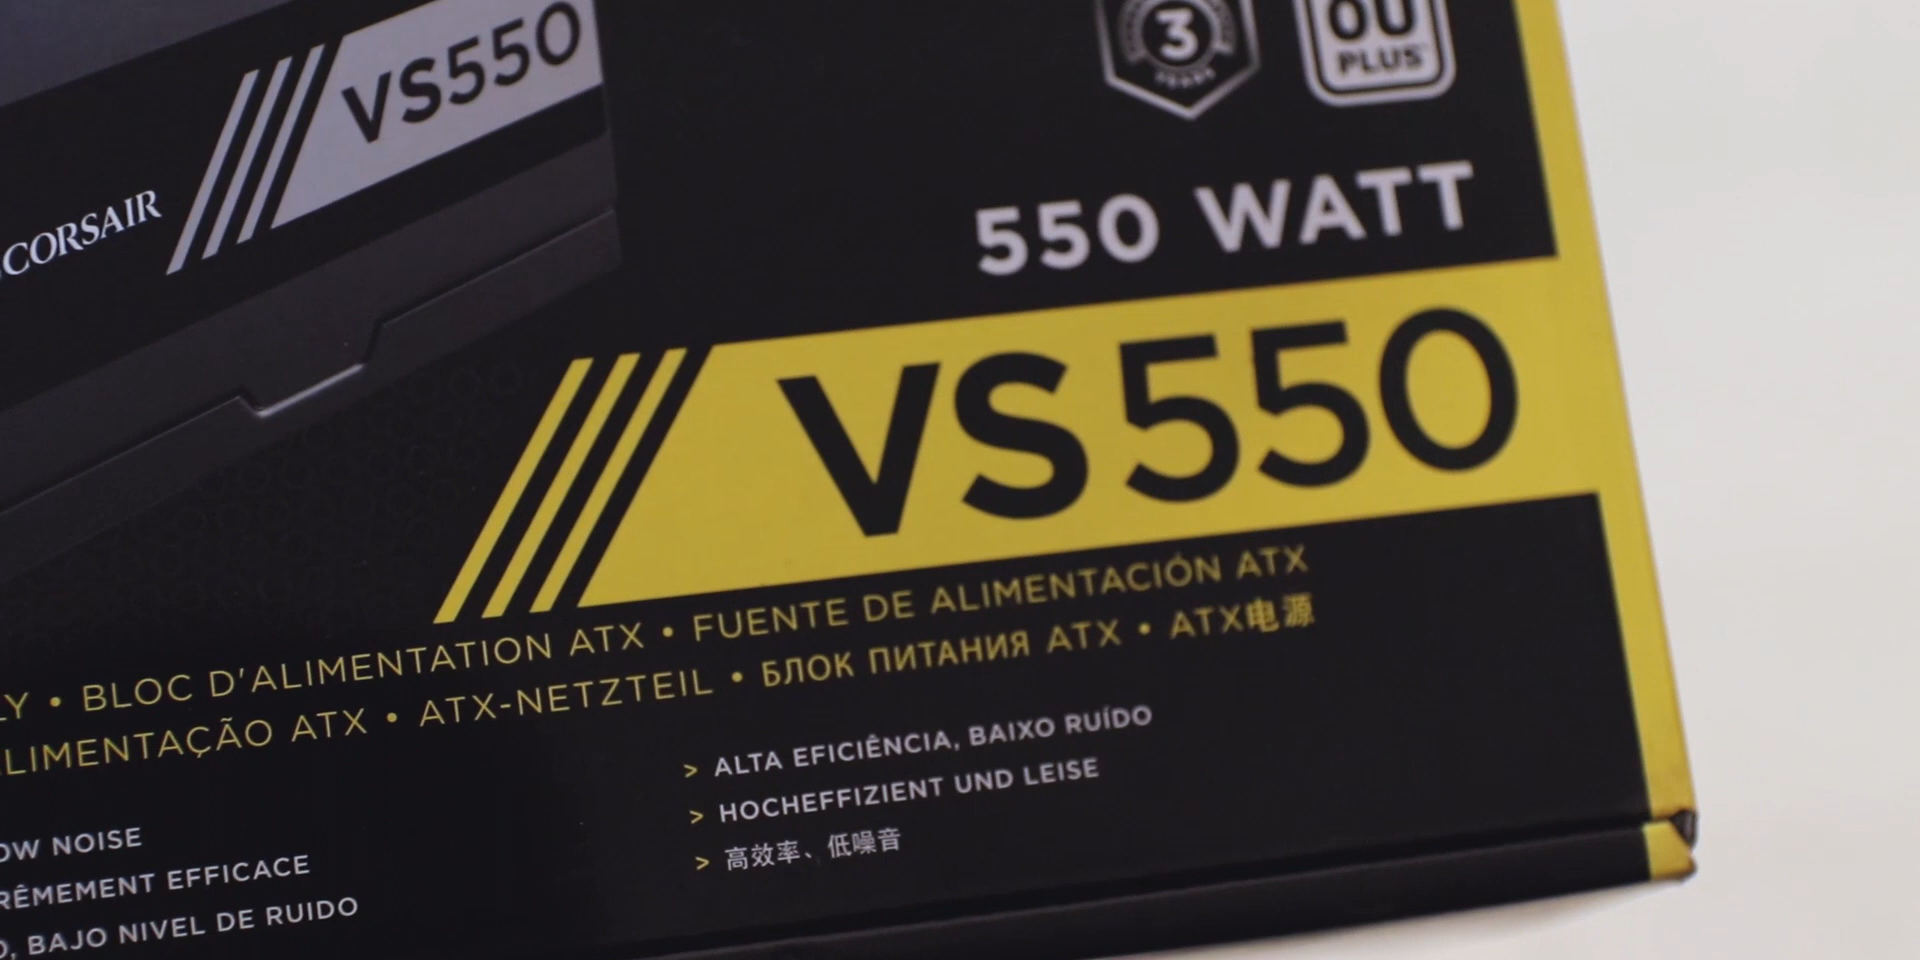 VS550
CORSAIR
3
YEARS
PLUS
550 WATT
VS550
LY • BLOC D'ALIMENTATION ATX • FUENTE DE ALIMENTACIÓN ATX
LIMENTAÇÃO ATX • ATX-NETZTEIL • БЛОК ПИТАНИЯ ATX • ATX电源
OW NOISE
RÊMEMENT EFFICACE
O, BAJO NIVEL DE RUIDO
> ALTA EFICIÊNCIA, BAIXO RUÍDO
> HOCHEFFIZIENT UND LEISE
> 高效率、低噪音